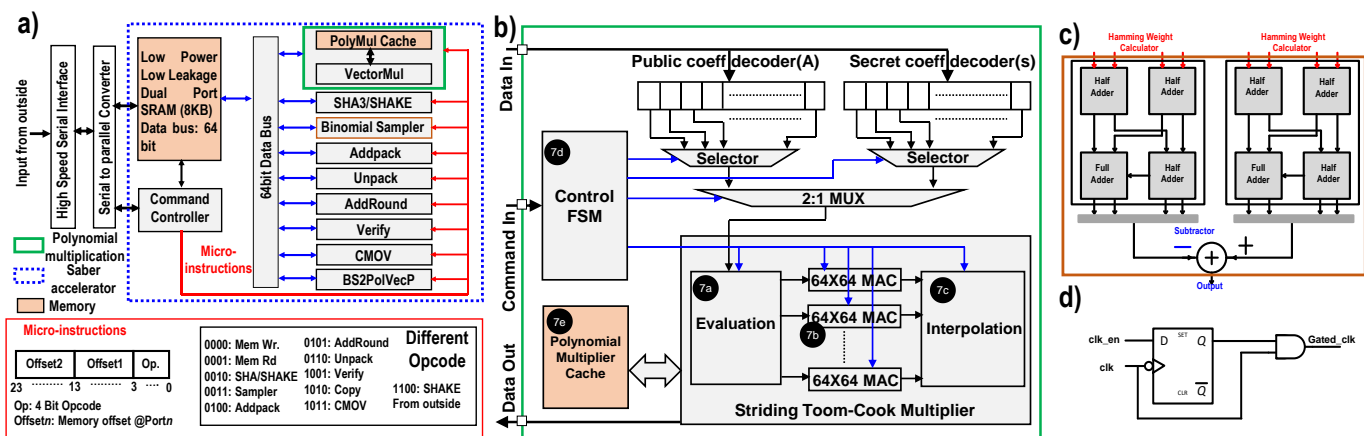 a)
Input from outside
High Speed Serial Interface
Serial to parallel Converter
Low Power
Low Leakage
Dual Port
SRAM (8KB)
Data bus: 64
bit
Command
Controller
64bit Data Bus
PolyMul Cache
VectorMul
SHA3/SHAKE
Binomial Sampler
Addpack
Unpack
AddRound
Verify
CMOV
BS2PolVecP
Micro-
instructions
Polynomial
multiplication
Saber
accelerator
Memory
Micro-instructions
Offset2 Offset1 Op.
23 ········ 13 ········ 3 ···· 0
Op: 4 Bit Opcode
Offsetn: Memory offset @Portn
Different
Opcode
0000: Mem Wr.
0001: Mem Rd
0010: SHA/SHAKE
0011: Sampler
0100: Addpack
0101: AddRound
0110: Unpack
1001: Verify
1010: Copy
1011: CMOV
1100: SHAKE
From outside
b)
Data In
Command In
Data Out
Public coeff decoder(A)
Secret coeff decoder(s)
Selector
Selector
2:1 MUX
7d
Control
FSM
7e
Polynomial
Multiplier
Cache
7a
Evaluation
64X64 MAC
64X64 MAC
7b
64X64 MAC
7c
Interpolation
Striding Toom-Cook Multiplier
c)
Hamming Weight
Calculator
Hamming Weight
Calculator
Half
Adder
Half
Adder
Full
Adder
Half
Adder
Half
Adder
Half
Adder
Full
Adder
Half
Adder
Subtractor
− + +
Output
d)
clk_en
clk
D SET Q
CLR Q̅
Gated_clk